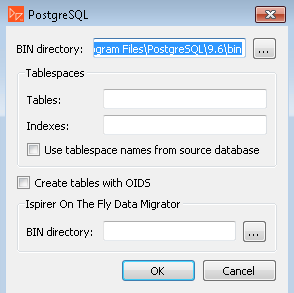 PostgreSQL
BIN directory: ogram Files\PostgreSQL\9.6\bin ...
Tablespaces
Tables:
Indexes:
Use tablespace names from source database
Create tables with OIDS
Ispirer On The Fly Data Migrator
BIN directory: ...
OK Cancel